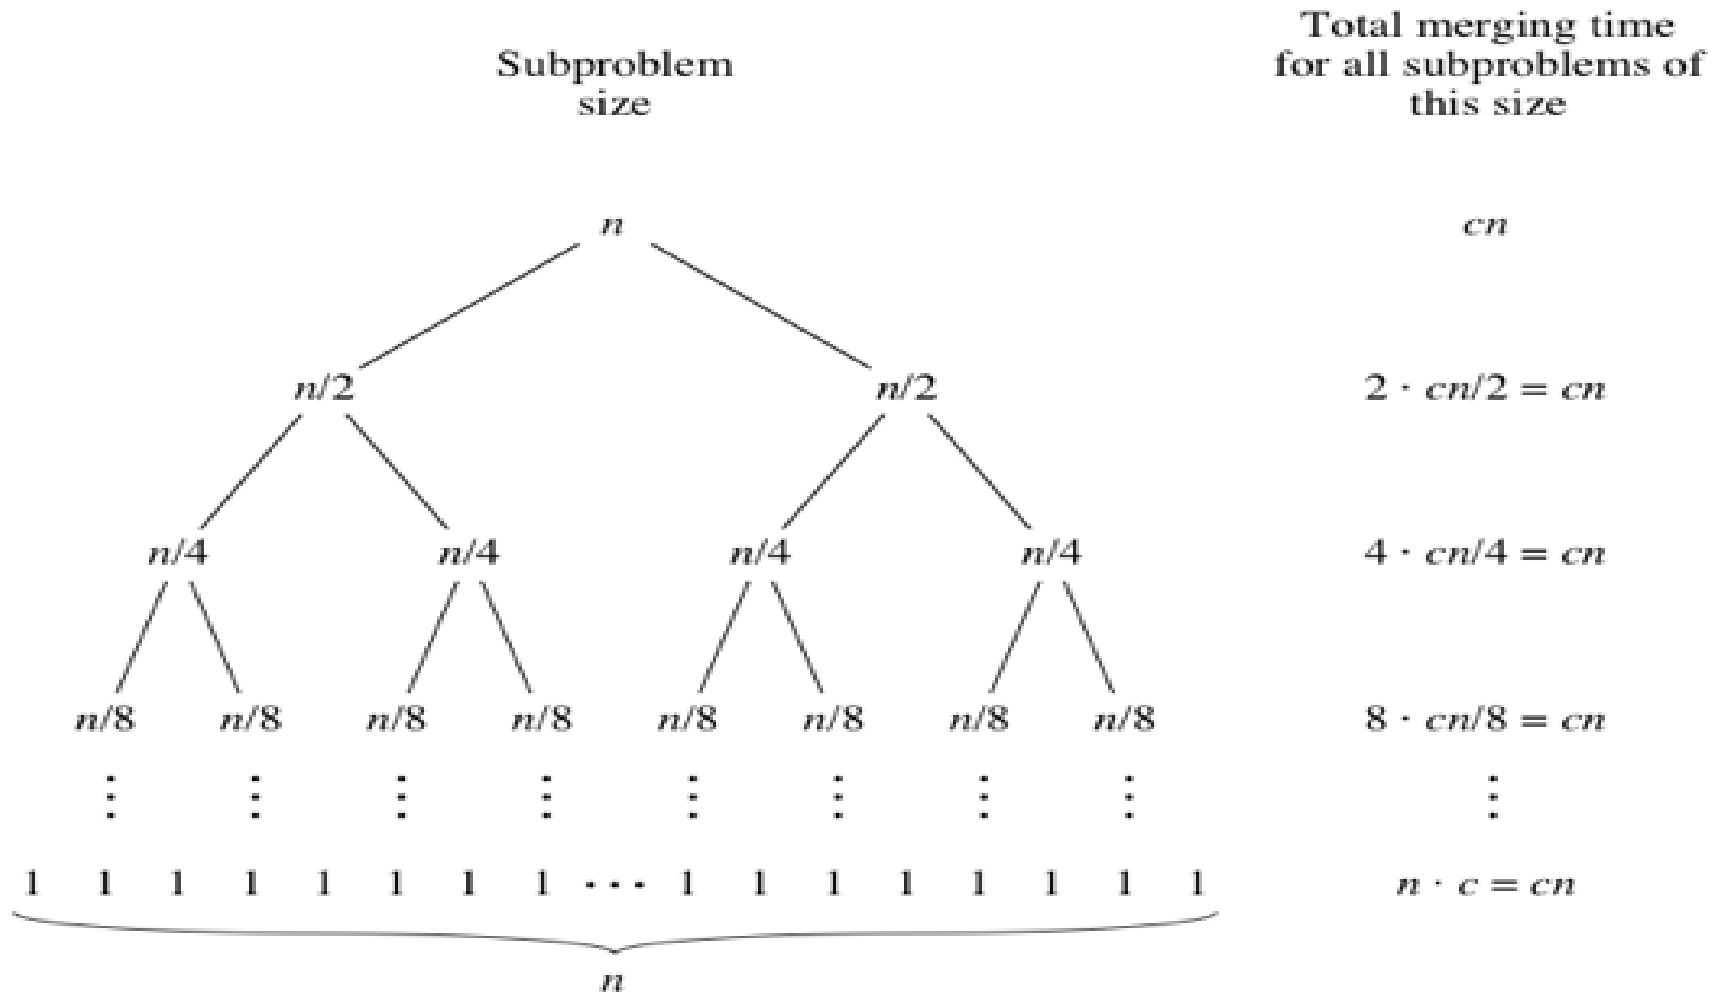 Subproblem
size
Total merging time
for all subproblems of
this size
n
cn
n/2 n/2
2 · cn/2 = cn
n/4 n/4 n/4 n/4
4 · cn/4 = cn
n/8 n/8 n/8 n/8 n/8 n/8 n/8 n/8
8 · cn/8 = cn
1 1 1 1 1 1 1 1 ··· 1 1 1 1 1 1 1 1
n · c = cn
n